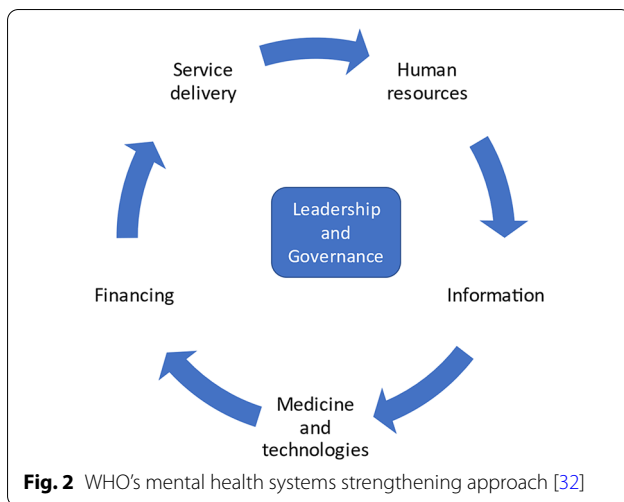 Service
delivery
Human
resources
Leadership
and
Governance
Financing
Information
Medicine
and
technologies
Fig. 2 WHO's mental health systems strengthening approach [32]